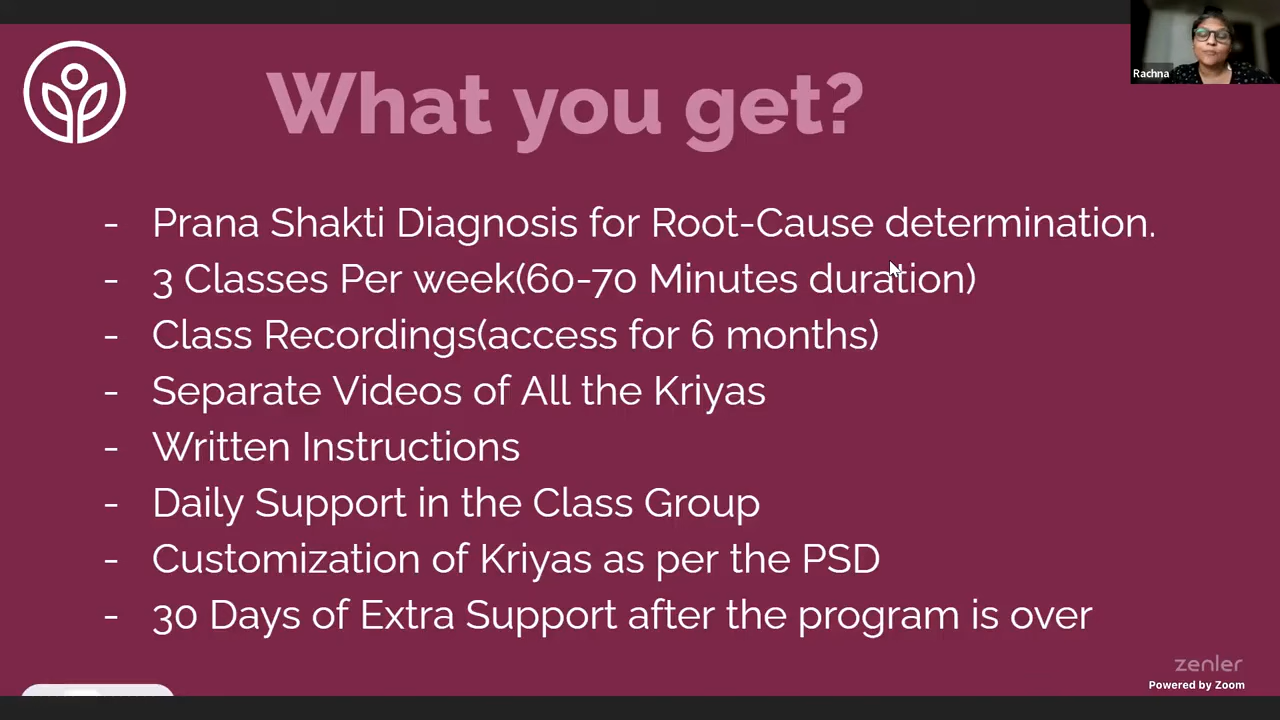 Rachna
What you get?
- Prana Shakti Diagnosis for Root-Cause determination.
- 3 Classes Per week(60-70 Minutes duration)
- Class Recordings(access for 6 months)
- Separate Videos of All the Kriyas
- Written Instructions
- Daily Support in the Class Group
- Customization of Kriyas as per the PSD
- 30 Days of Extra Support after the program is over
zenler
Powered by Zoom